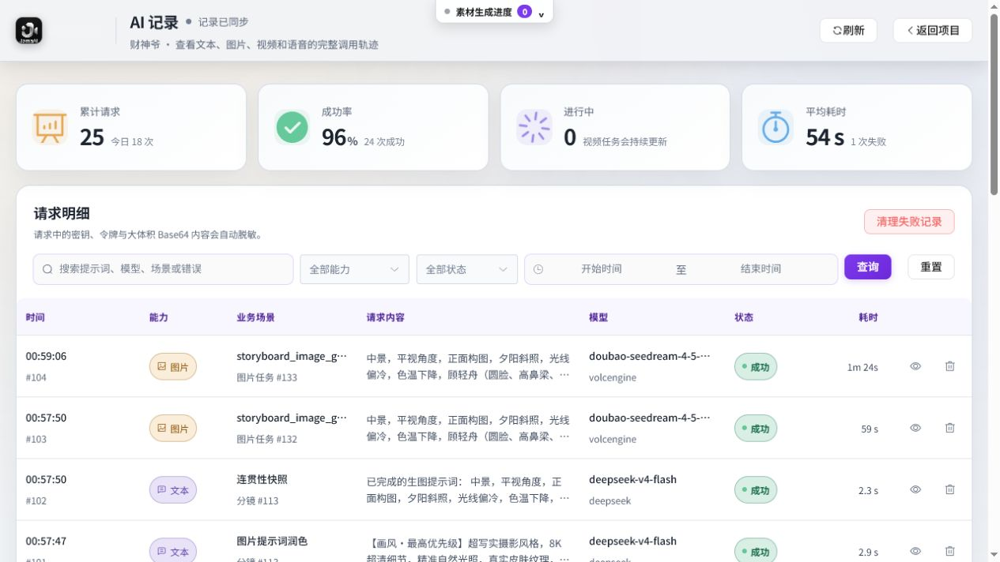 素材生成进度 0 v
AI 记录 • 记录已同步
财神爷 · 查看文本、图片、视频和语音的完整调用轨迹
刷新
返回项目
累计请求
25 今日 18 次
成功率
96% 24 次成功
进行中
0 视频任务会持续更新
平均耗时
54 s 1 次失败
请求明细
请求中的密钥、令牌与大体积 Base64 内容会自动脱敏。
清理失败记录
搜索提示词、模型、场景或错误
全部能力
全部状态
开始时间 至 结束时间
查询
重置
时间 能力 业务场景 请求内容 模型 状态 耗时
00:59:06
#104
图片
storyboard_image_g…
图片任务 #133
中景，平视角度，正面构图，夕阳斜照，光线
偏冷，色温下降，顾轻舟（圆脸、高鼻梁、…
doubao-seedream-4-5-…
volcengine
成功
1m 24s
00:57:50
#103
图片
storyboard_image_g…
图片任务 #132
中景，平视角度，正面构图，夕阳斜照，光线
偏冷，色温下降，顾轻舟（圆脸、高鼻梁、…
doubao-seedream-4-5-…
volcengine
成功
59 s
00:57:50
#102
文本
连贯性快照
分镜 #113
已完成的生图提示词： 中景，平视角度，正
面构图，夕阳斜照，光线偏冷，色温下降，…
deepseek-v4-flash
deepseek
成功
2.3 s
00:57:47
#101
文本
图片提示词润色
分镜 #113
【画风·最高优先级】超写实摄影风格，8K
超清细节，精准自然光照，真实皮肤纹理，…
deepseek-v4-flash
deepseek
成功
2.9 s